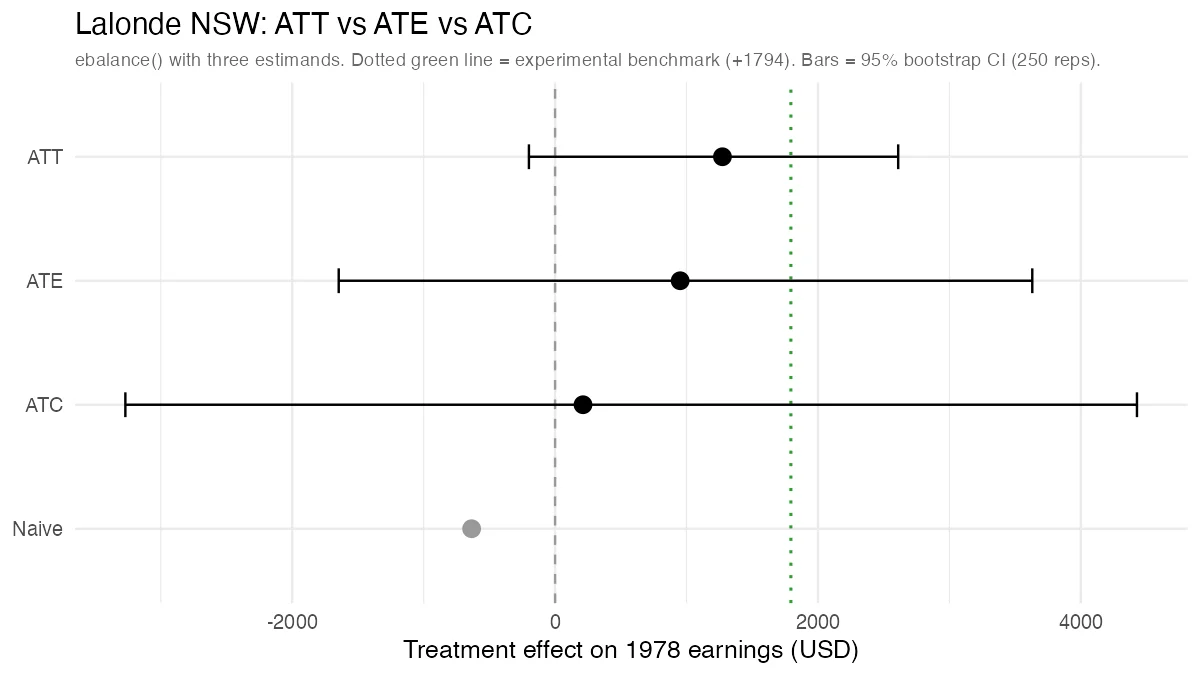 Lalonde NSW: ATT vs ATE vs ATC
ebalance() with three estimands. Dotted green line = experimental benchmark (+1794). Bars = 95% bootstrap CI (250 reps).
ATT
ATE
ATC
Naive
-2000 0 2000 4000
Treatment effect on 1978 earnings (USD)